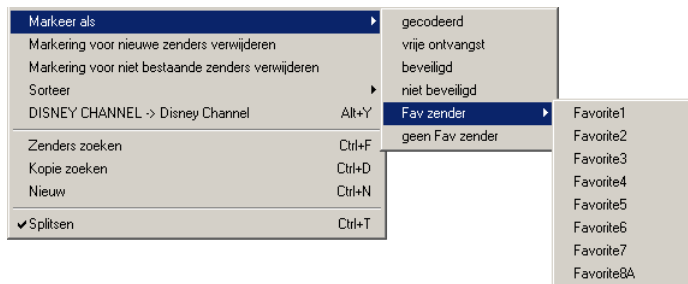 Markeer als
Markering voor nieuwe zenders verwijderen
Markering voor niet bestaande zenders verwijderen
Sorteer
DISNEY CHANNEL -> Disney Channel Alt+Y
Zenders zoeken Ctrl+F
Kopie zoeken Ctrl+D
Nieuw Ctrl+N
Splitsen Ctrl+T
gecodeerd
vrije ontvangst
beveiligd
niet beveiligd
Fav zender
geen Fav zender
Favorite1
Favorite2
Favorite3
Favorite4
Favorite5
Favorite6
Favorite7
Favorite8A